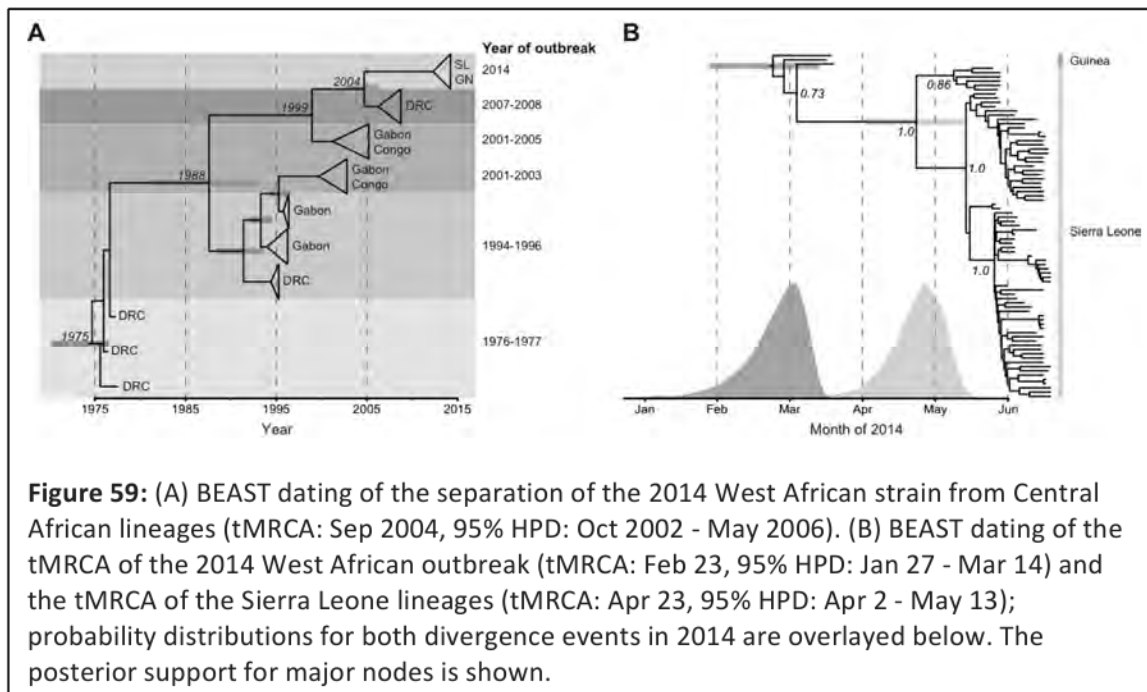 A
Year of outbreak
SL
GN
2014
2004
DRC
2007-2008
1999
Gabon
Congo
2001-2005
Gabon
Congo
2001-2003
1988
Gabon
Gabon
1994-1996
DRC
DRC
1975
1976-1977
DRC
DRC
1975 1985 1995 2005 2015
Year
B
Guinea
0.73
0.86
1.0
1.0
Sierra Leone
1.0
Jan Feb Mar Apr May Jun
Month of 2014
Figure 59: (A) BEAST dating of the separation of the 2014 West African strain from Central
African lineages (tMRCA: Sep 2004, 95% HPD: Oct 2002 - May 2006). (B) BEAST dating of the
tMRCA of the 2014 West African outbreak (tMRCA: Feb 23, 95% HPD: Jan 27 - Mar 14) and
the tMRCA of the Sierra Leone lineages (tMRCA: Apr 23, 95% HPD: Apr 2 - May 13);
probability distributions for both divergence events in 2014 are overlayed below. The
posterior support for major nodes is shown.